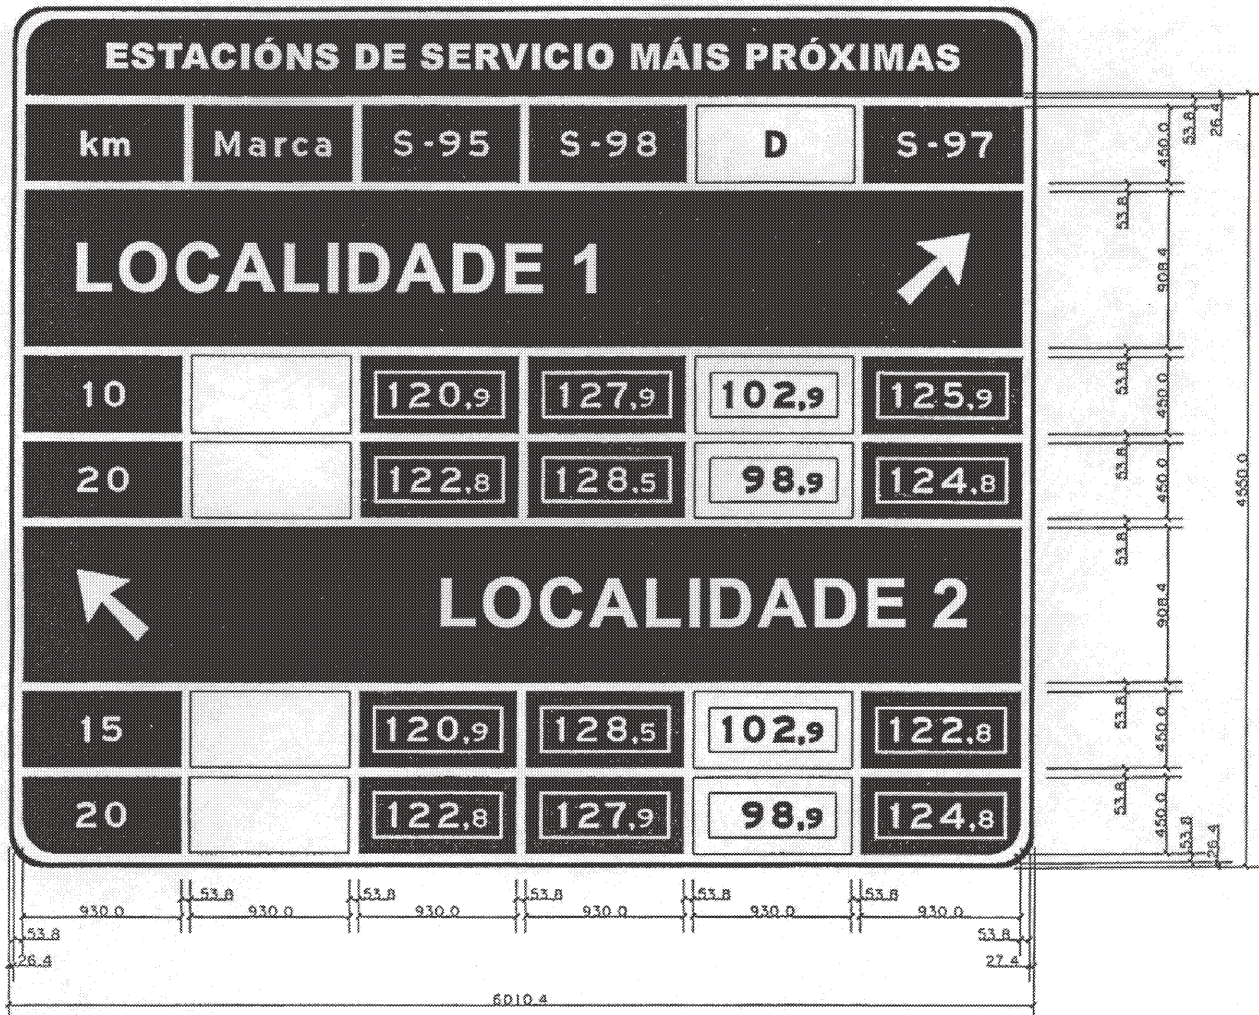 ESTACIÓNS DE SERVICIO MÁIS PRÓXIMAS
km Marca S-95 S-98 D S-97
LOCALIDADE 1
10 120,9 127,9 102,9 125,9
20 122,8 128,5 98,9 124,8
LOCALIDADE 2
15 120,9 128,5 102,9 122,8
20 122,8 127,9 98,9 124,8
53.8 53.8 53.8 53.8 53.8
930.0 930.0 930.0 930.0 930.0 930.0
53.8 53.8
26.4 27.4
6010.4
450.0 53.8 26.4
53.8
908.4
53.8
450.0
53.8
450.0
53.8
908.4
53.8
450.0
53.8
450.0 53.8 26.4
4550.0